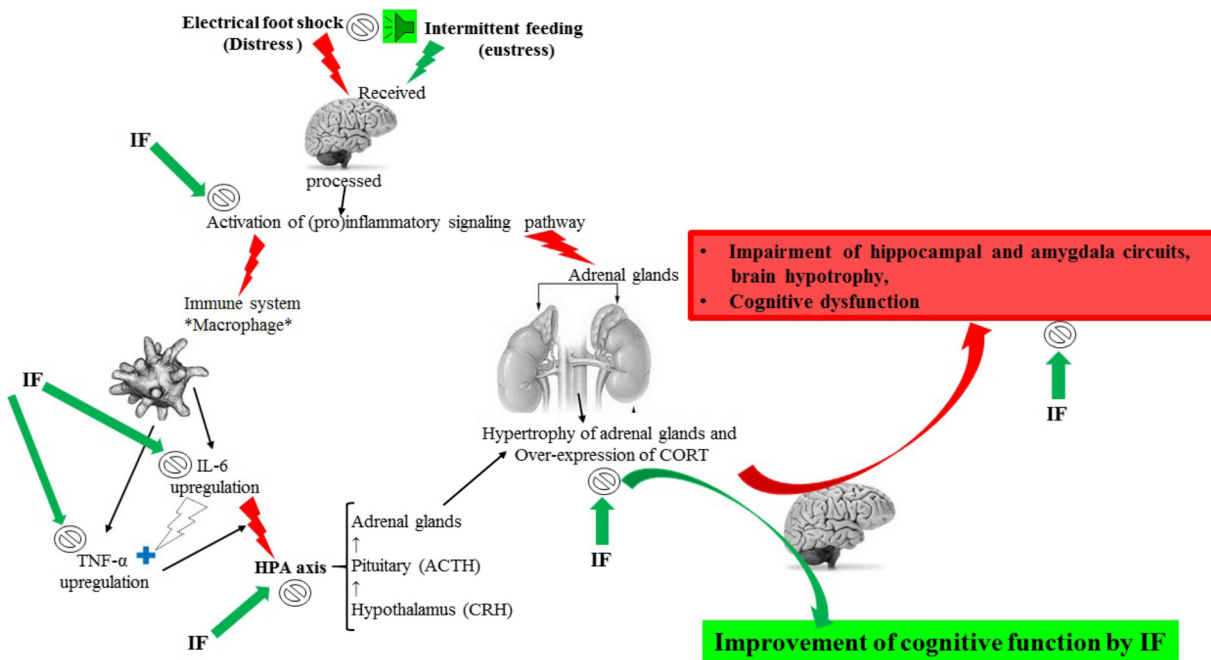 Electrical foot shock
(Distress )
Intermittent feeding
(eustress)
Received
IF
processed
Activation of (pro)inflammatory signaling pathway
Adrenal glands
• Impairment of hippocampal and amygdala circuits,
brain hypotrophy,
• Cognitive dysfunction
Immune system
*Macrophage*
IF
IF
Hypertrophy of adrenal glands and
Over-expression of CORT
IL-6
upregulation
TNF-α
upregulation
HPA axis
Adrenal glands
↑
Pituitary (ACTH)
↑
Hypothalamus (CRH)
IF
IF
Improvement of cognitive function by IF